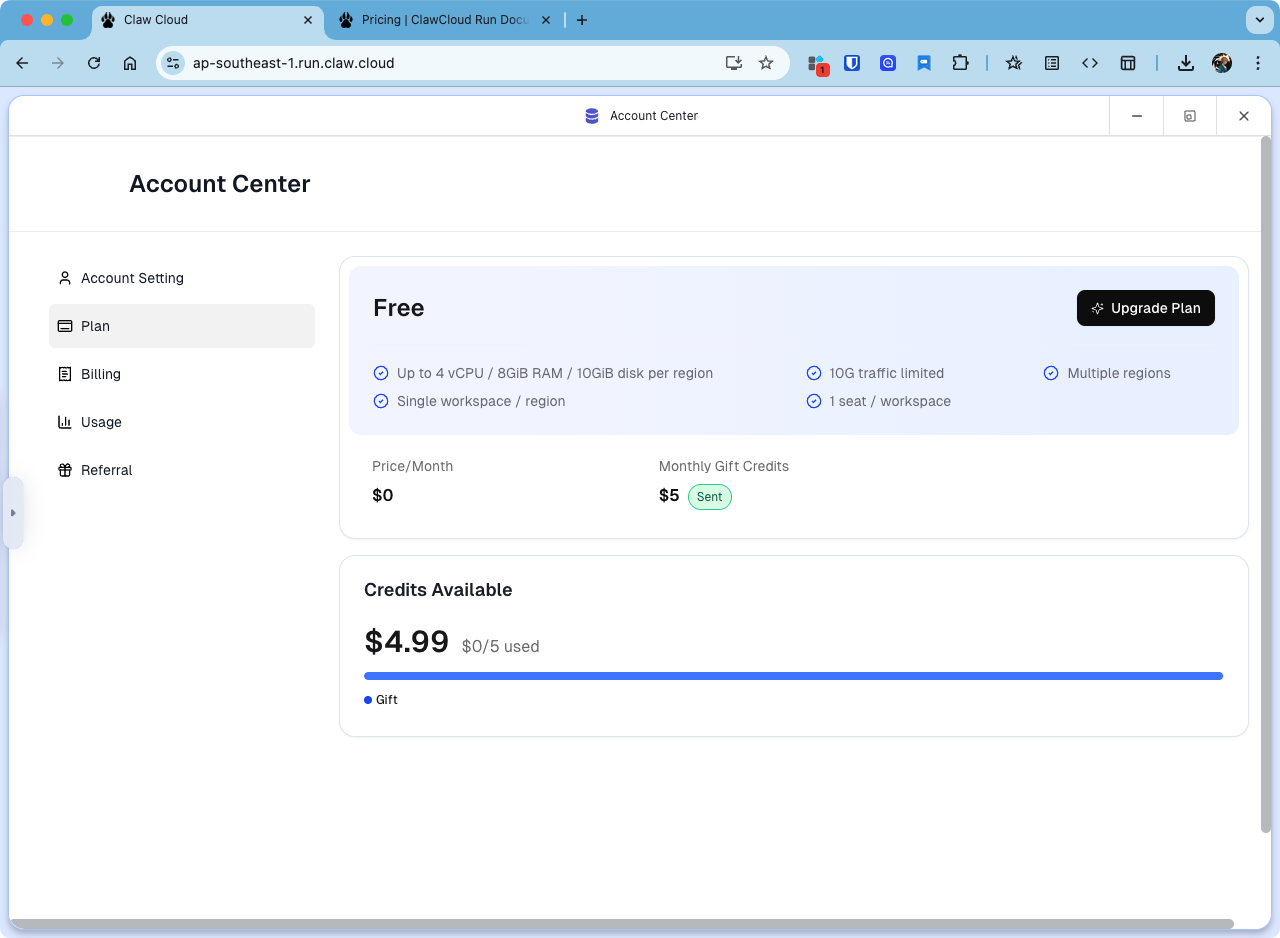 Claw Cloud
Pricing | ClawCloud Run Docu
ap-southeast-1.run.claw.cloud
1
Account Center
Account Center
Account Setting
Plan
Billing
Usage
Referral
Free
Upgrade Plan
Up to 4 vCPU / 8GiB RAM / 10GiB disk per region
10G traffic limited
Multiple regions
Single workspace / region
1 seat / workspace
Price/Month
Monthly Gift Credits
$0
$5 Sent
Credits Available
$4.99 $0/5 used
Gift